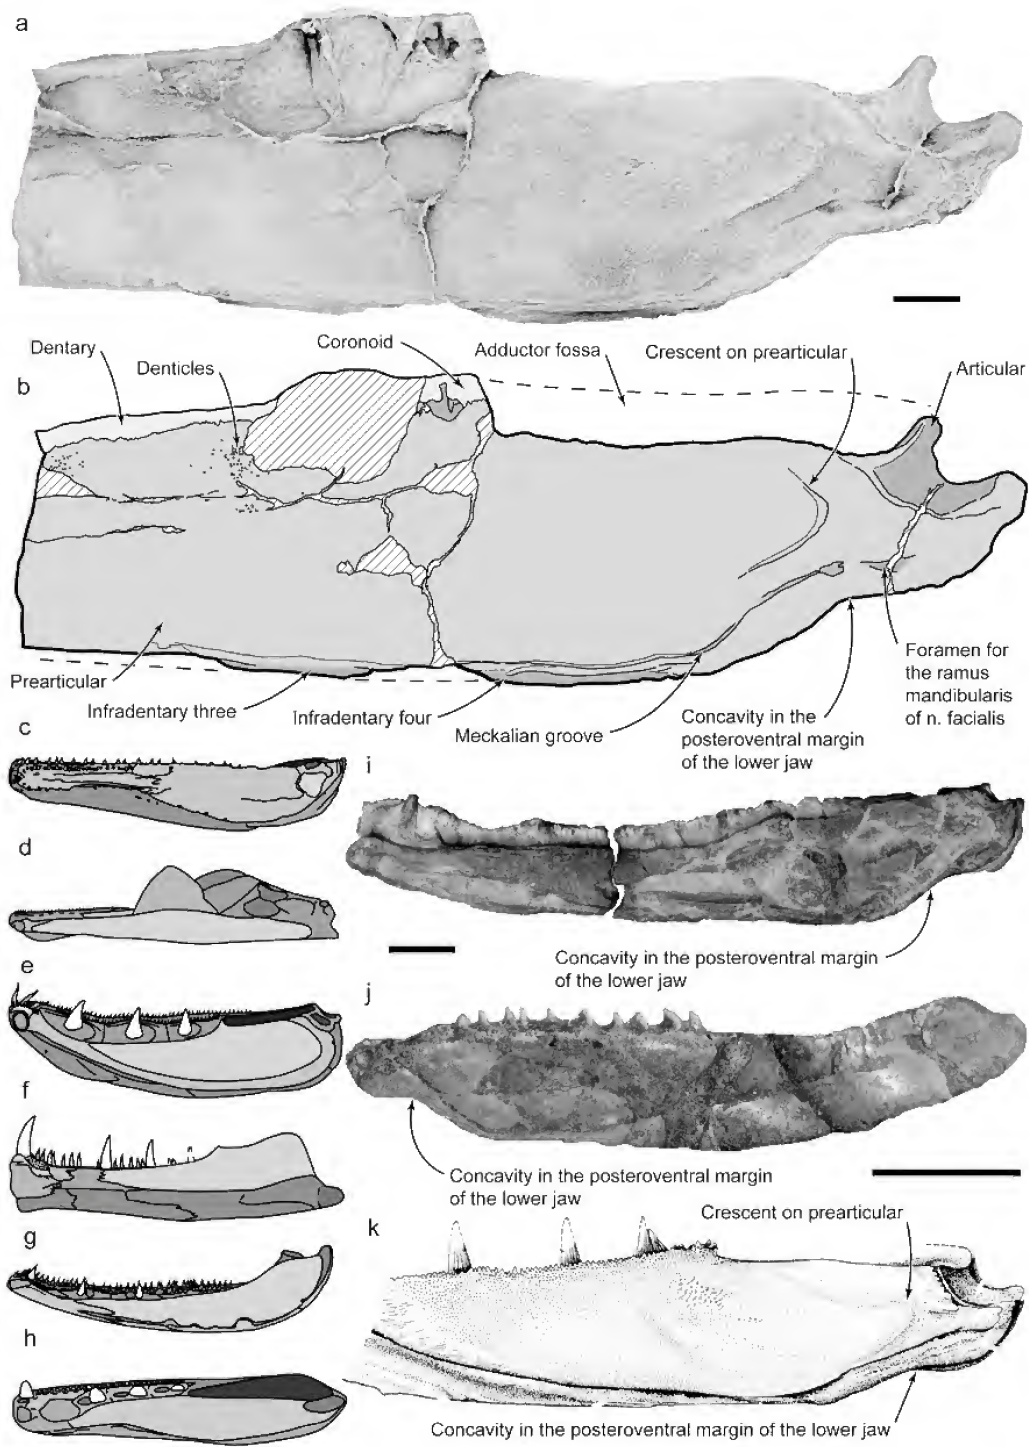 a
b
Dentary
Denticles
Coronoid
Adductor fossa
Crescent on prearticular
Articular
Prearticular
Infradentary three
Infradentary four
Meckalian groove
Concavity in the
posteroventral margin
of the lower jaw
Foramen for
the ramus
mandibularis
of n. facialis
c
d
e
f
g
h
i
Concavity in the posteroventral margin
of the lower jaw
j
Concavity in the posteroventral margin
of the lower jaw
Crescent on prearticular
k
Concavity in the posteroventral margin of the lower jaw